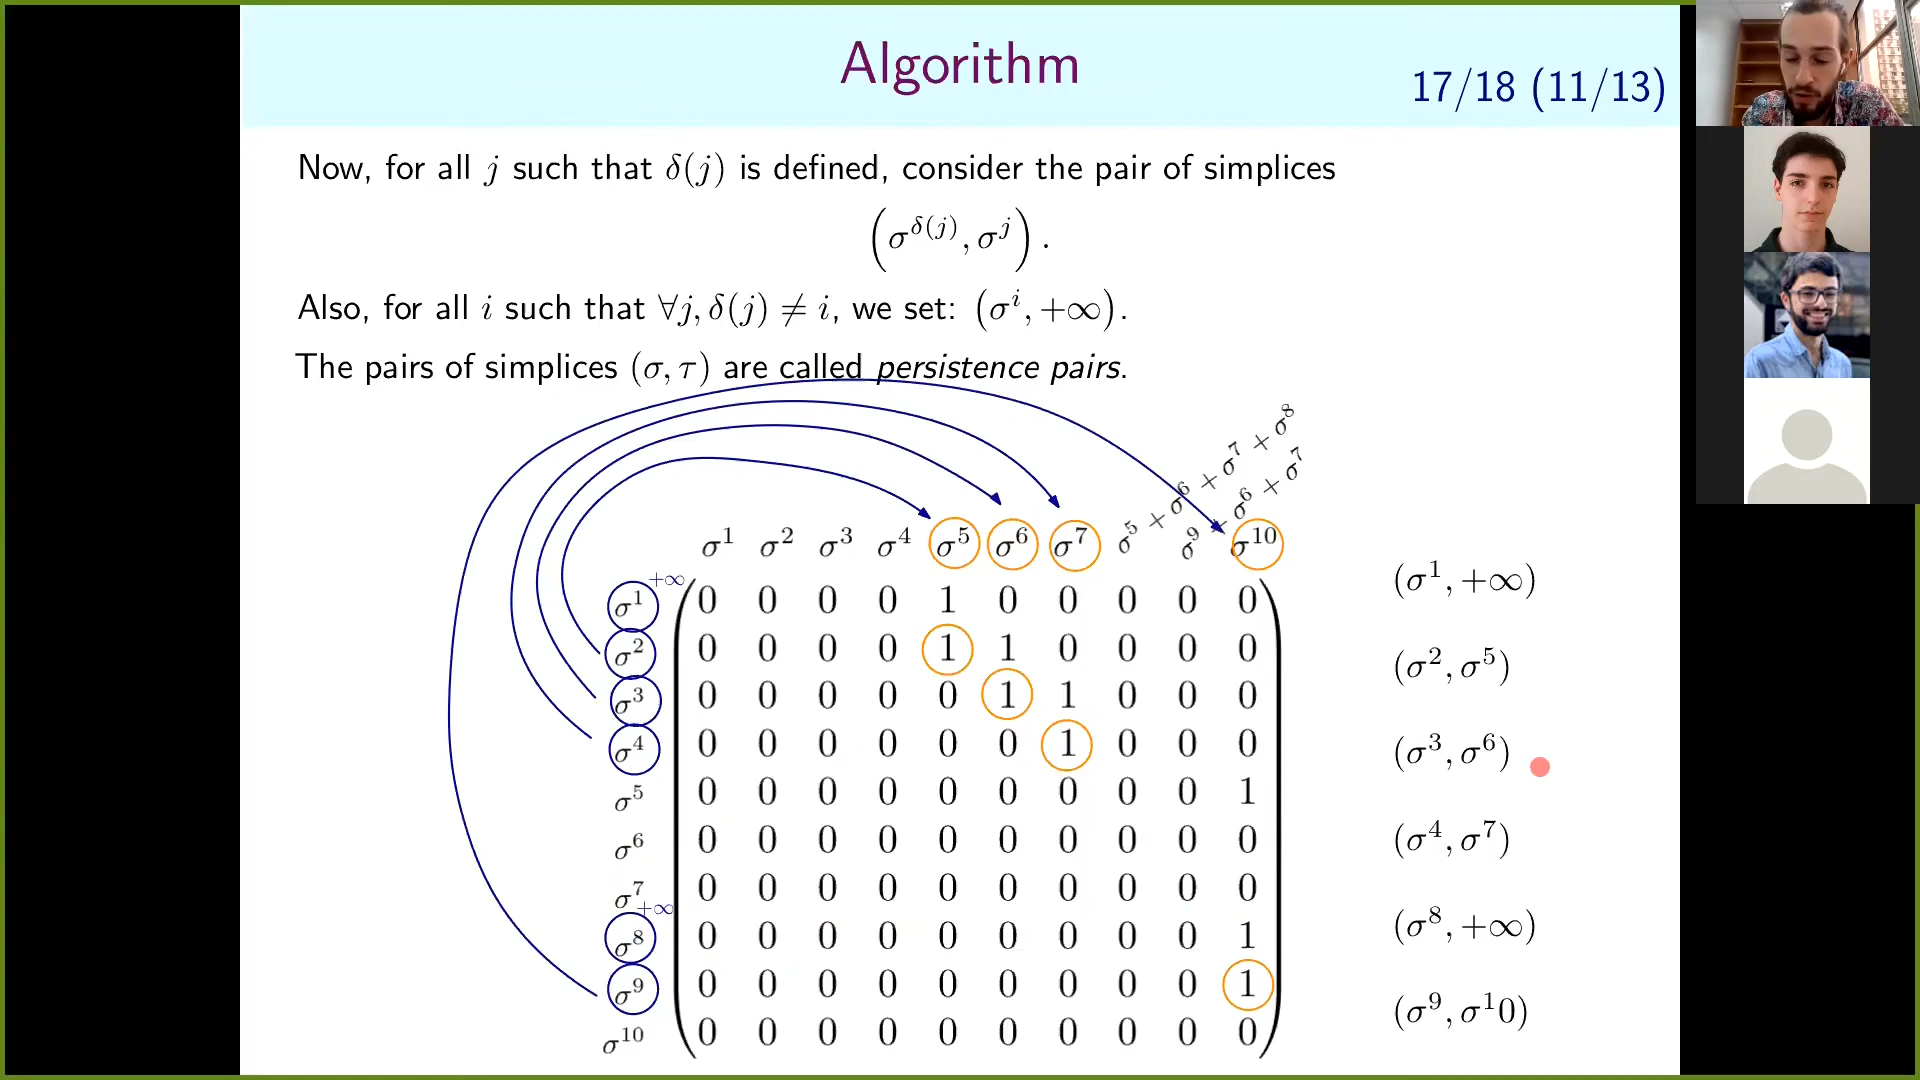 Algorithm
17/18 (11/13)
Now, for all j such that δ(j) is defined, consider the pair of simplices
(σ^δ(j), σ^j).
Also, for all i such that ∀j, δ(j) ≠ i, we set: (σ^i, +∞).
The pairs of simplices (σ, τ) are called persistence pairs.
σ^5 + σ^6 + σ^7 + σ^8
σ^9 + σ^6 + σ^7
σ^1 σ^2 σ^3 σ^4 σ^5 σ^6 σ^7 σ^10
σ^1 +∞ 0 0 0 0 1 0 0 0 0 0
σ^2 0 0 0 0 1 1 0 0 0 0
σ^3 0 0 0 0 0 1 1 0 0 0
σ^4 0 0 0 0 0 0 1 0 0 0
σ^5 0 0 0 0 0 0 0 0 0 1
σ^6 0 0 0 0 0 0 0 0 0 0
σ^7 0 0 0 0 0 0 0 0 0 0
σ^8 +∞ 0 0 0 0 0 0 0 0 0 1
σ^9 0 0 0 0 0 0 0 0 0 1
σ^10 0 0 0 0 0 0 0 0 0 0
(σ^1, +∞)
(σ^2, σ^5)
(σ^3, σ^6)
(σ^4, σ^7)
(σ^8, +∞)
(σ^9, σ^10)